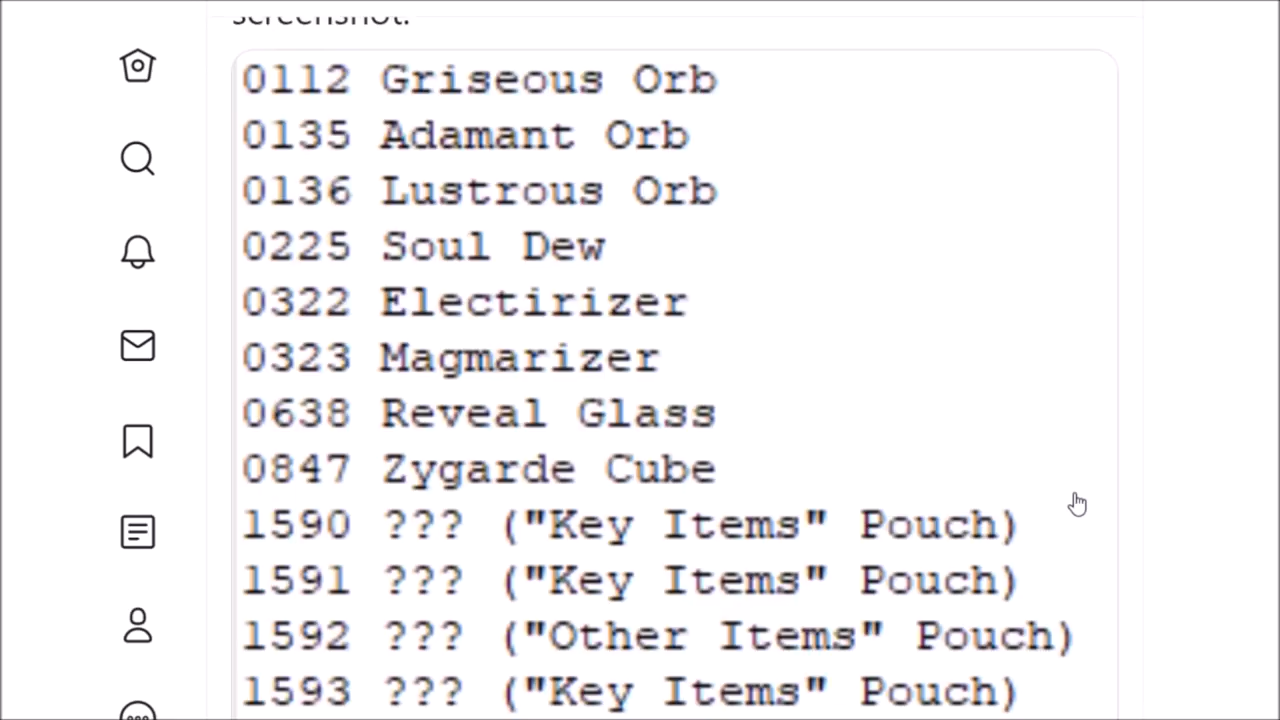 screenshot.
0112 Griseous Orb
0135 Adamant Orb
0136 Lustrous Orb
0225 Soul Dew
0322 Electirizer
0323 Magmarizer
0638 Reveal Glass
0847 Zygarde Cube
1590 ??? ("Key Items" Pouch)
1591 ??? ("Key Items" Pouch)
1592 ??? ("Other Items" Pouch)
1593 ??? ("Key Items" Pouch)